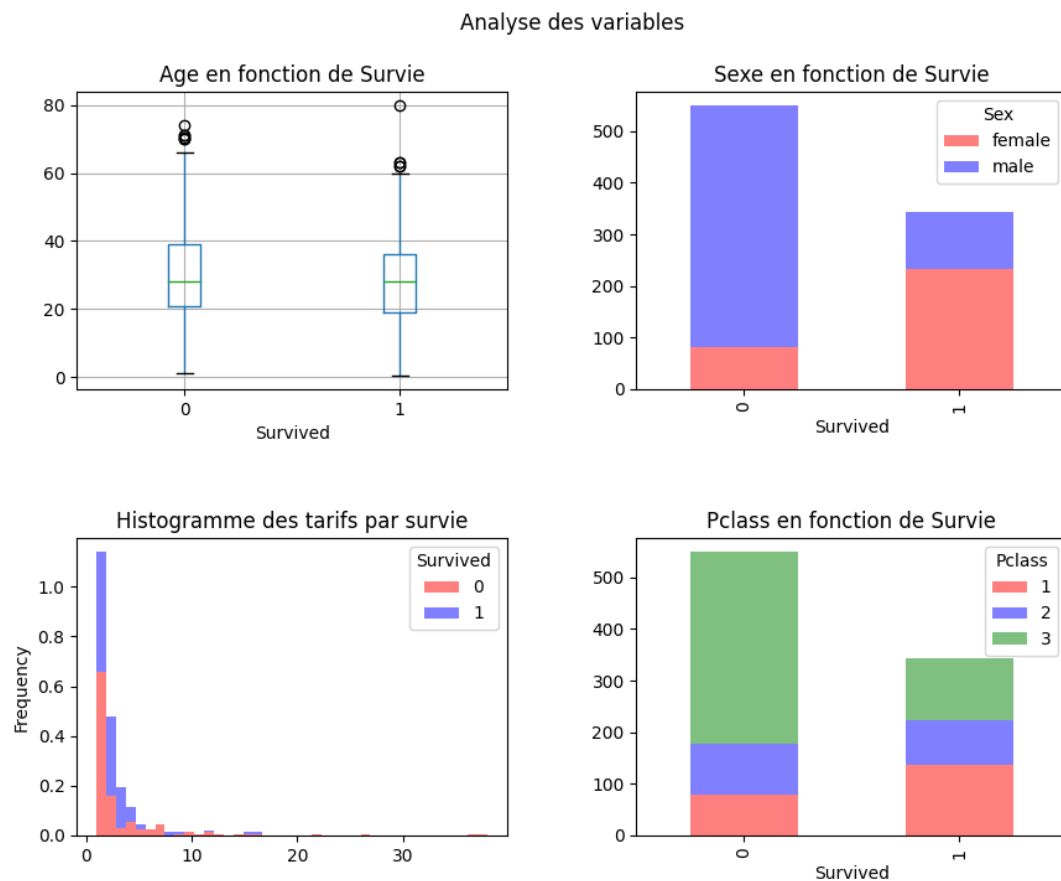 Analyse des variables
Age en fonction de Survie
80
60
40
20
0
0
1
Survived
Sexe en fonction de Survie
500
400
300
200
100
0
Sex
female
male
0
1
Survived
Histogramme des tarifs par survie
Frequency
1.0
0.8
0.6
0.4
0.2
0.0
Survived
0
1
0
10
20
30
Pclass en fonction de Survie
500
400
300
200
100
0
Pclass
1
2
3
0
1
Survived